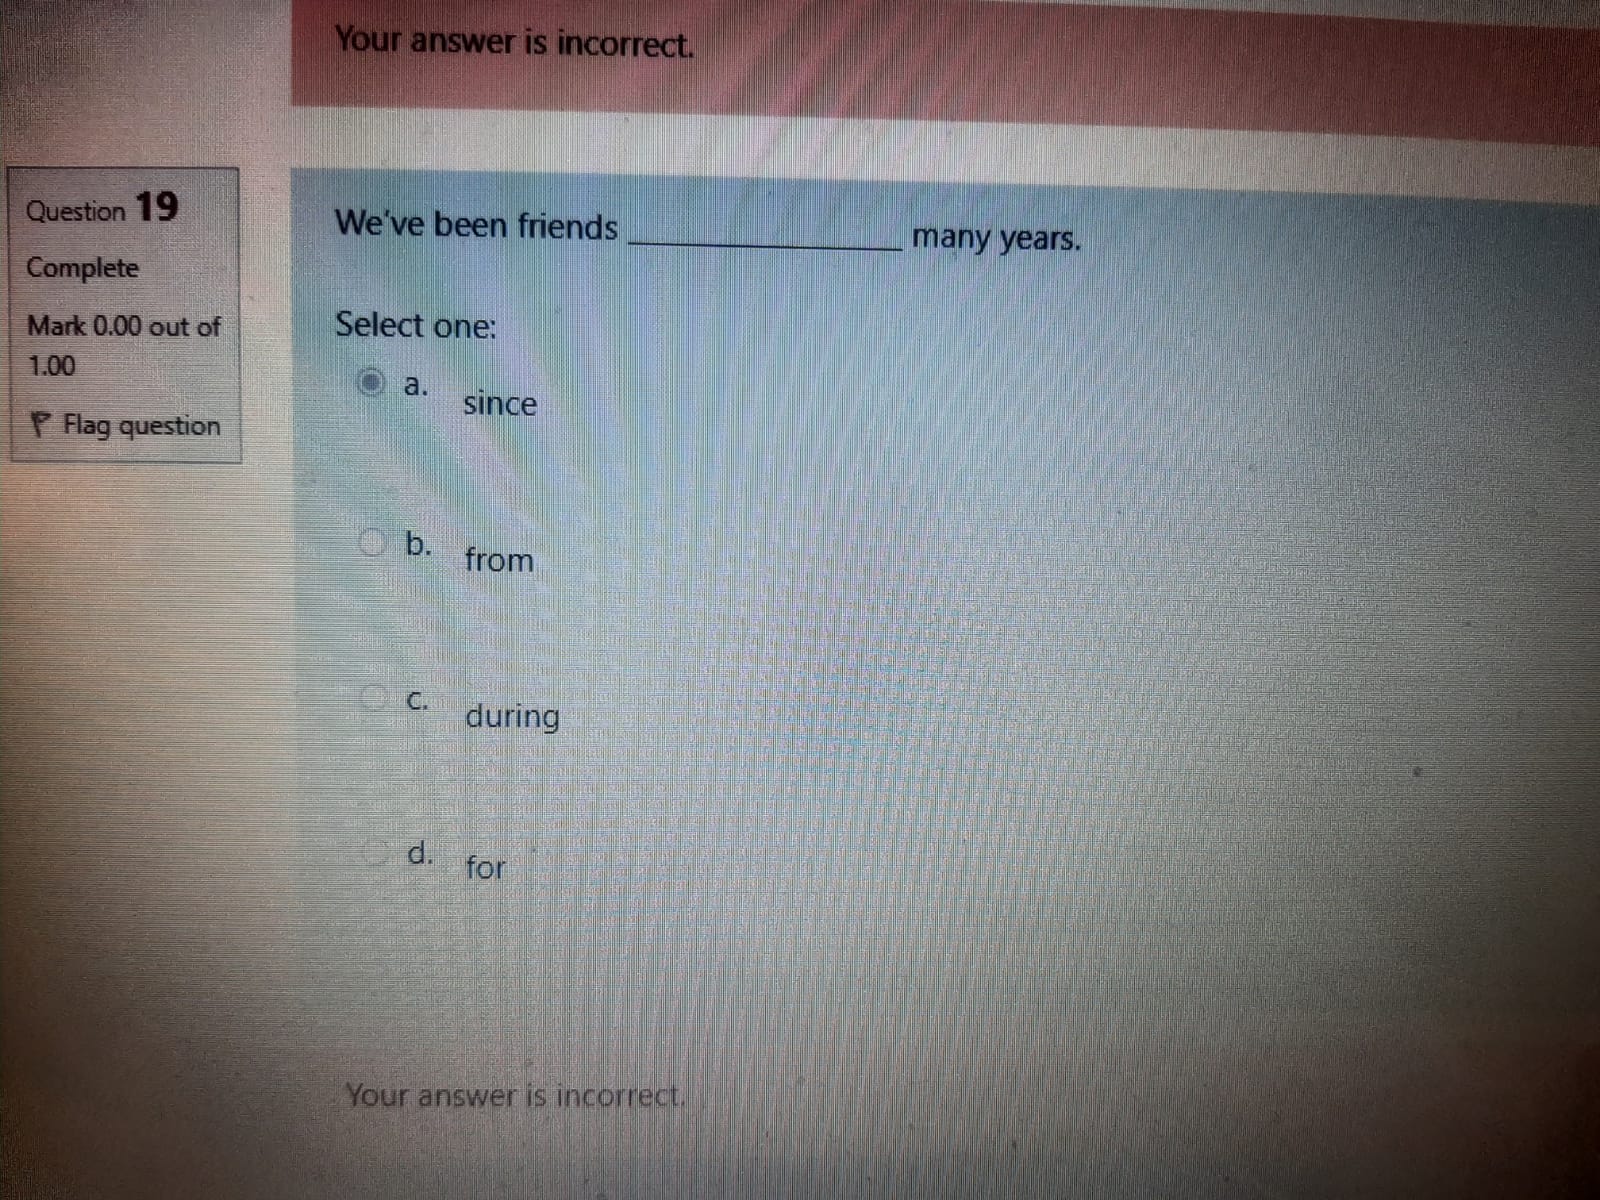 Your answer is incorrect.
Question 19
Complete
Mark 0.00 out of
1.00
Flag question
We've been friends ____________ many years.
Select one:
a. since
b. from
c. during
d. for
Your answer is incorrect.